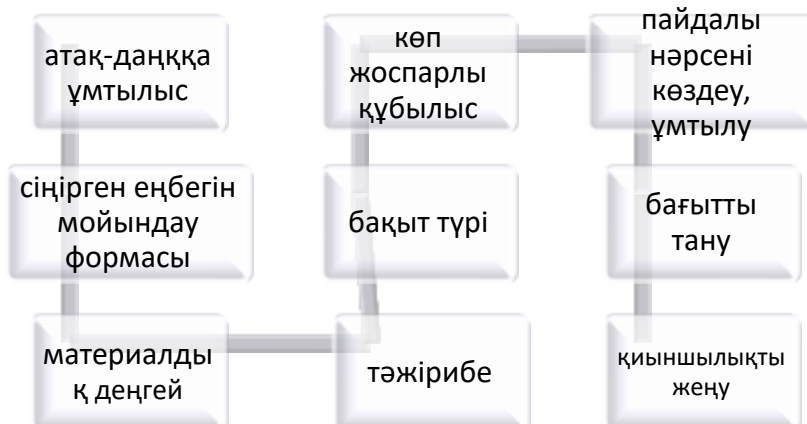 атақ-даңққа
ұмтылыс
сіңірген еңбегін
мойындау
формасы
материалды
қ деңгей
тәжірибе
бақыт түрі
көп
жоспарлы
құбылыс
пайдалы
нәрсені
көздеу,
ұмтылу
бағытты
тану
қиыншылықты
жеңу